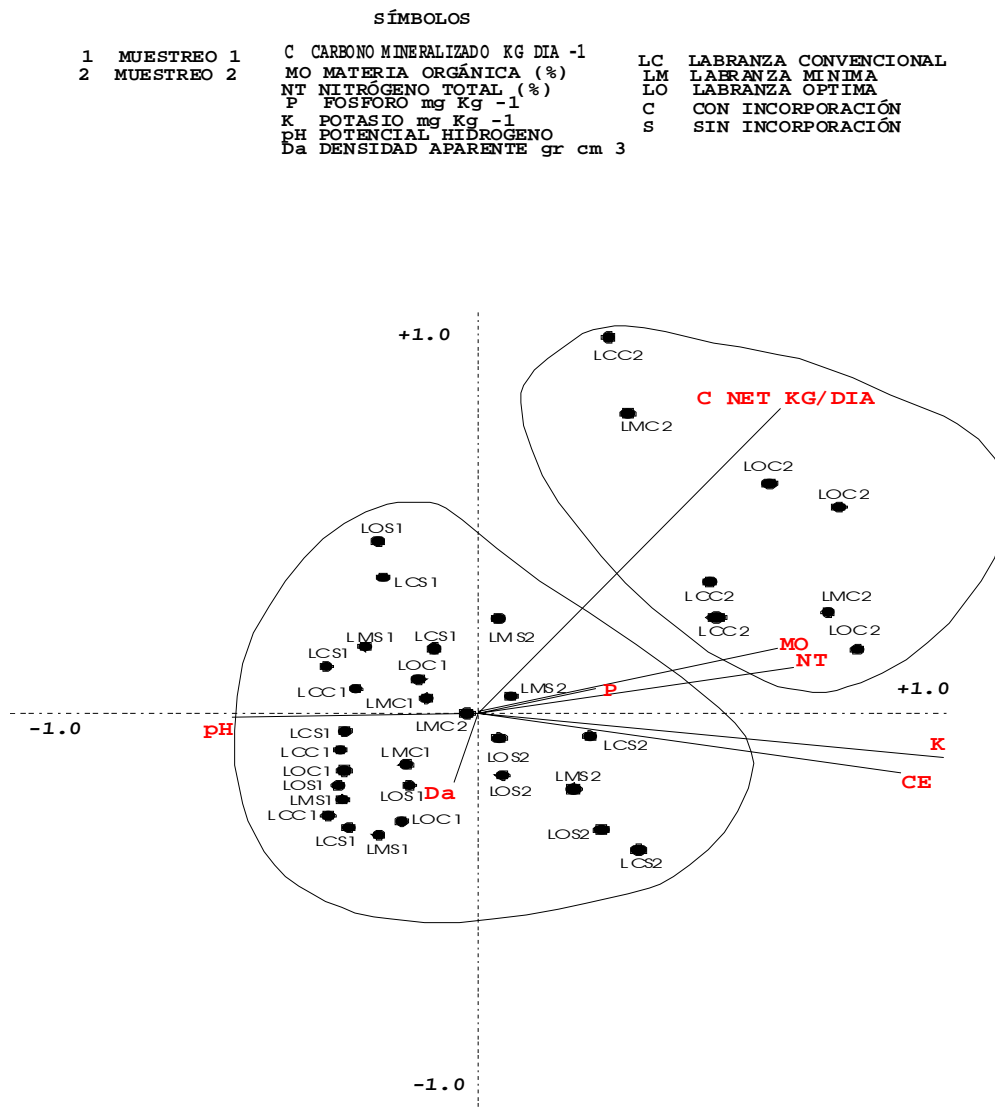 SÍMBOLOS
1 MUESTREO 1
2 MUESTREO 2
C CARBONO MINERALIZADO KG DIA -1
MO MATERIA ORGÁNICA (%)
NT NITRÓGENO TOTAL (%)
P FOSFORO mg Kg -1
K POTASIO mg Kg -1
pH POTENCIAL HIDROGENO
Da DENSIDAD APARENTE gr cm 3
LC LABRANZA CONVENCIONAL
LM LABRANZA MINIMA
LO LABRANZA OPTIMA
C CON INCORPORACIÓN
S SIN INCORPORACIÓN
+1.0
LCC2
C NET KG/DIA
LMC2
LOC2
LOC2
LOS1
LCS1
LCC2
LMC2
LCC2
LOC2
LMS2
LMS1
LCS1
LCS1
LOC1
MO
NT
LCC1
LMC1
LMS2
P
+1.0
LMC2
-1.0
pH
LCS1
LCS2
K
LCC1
LMC1
LOS2
LOC1
LOS1
LOS1
Da
LOS2
LMS2
CE
LMS1
LCC1
LOC1
LCS1
LMS1
LOS2
LCS2
-1.0